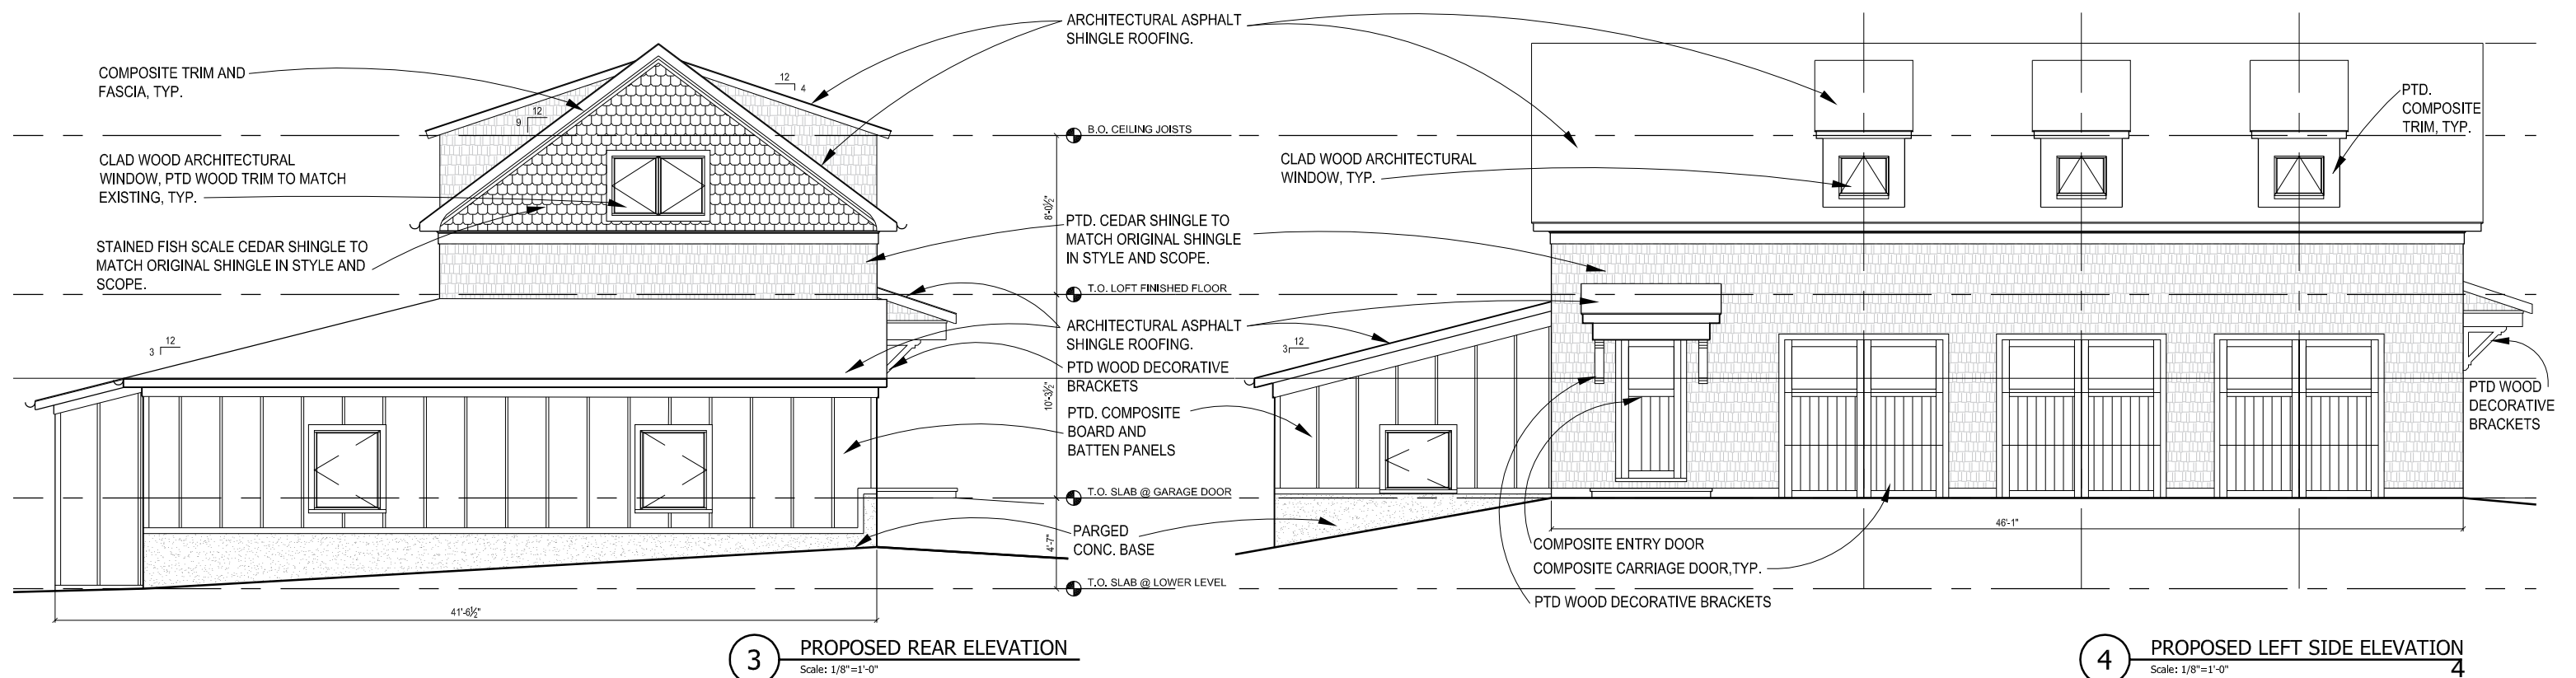 COMPOSITE TRIM AND
FASCIA, TYP.
CLAD WOOD ARCHITECTURAL
WINDOW, PTD WOOD TRIM TO MATCH
EXISTING, TYP.
STAINED FISH SCALE CEDAR SHINGLE TO
MATCH ORIGINAL SHINGLE IN STYLE AND
SCOPE.
12
4
12
9
12
3
41'-6½"
ARCHITECTURAL ASPHALT
SHINGLE ROOFING.
B.O. CEILING JOISTS
8'-0½"
PTD. CEDAR SHINGLE TO
MATCH ORIGINAL SHINGLE
IN STYLE AND SCOPE.
T.O. LOFT FINISHED FLOOR
ARCHITECTURAL ASPHALT
SHINGLE ROOFING.
PTD WOOD DECORATIVE
BRACKETS
10'-3½"
PTD. COMPOSITE
BOARD AND
BATTEN PANELS
T.O. SLAB @ GARAGE DOOR
PARGED
CONC. BASE
4'-7"
T.O. SLAB @ LOWER LEVEL
3
PROPOSED REAR ELEVATION
Scale: 1/8"=1'-0"
CLAD WOOD ARCHITECTURAL
WINDOW, TYP.
PTD.
COMPOSITE
TRIM, TYP.
12
3
PTD WOOD
DECORATIVE
BRACKETS
46'-1"
COMPOSITE ENTRY DOOR
COMPOSITE CARRIAGE DOOR,TYP.
PTD WOOD DECORATIVE BRACKETS
4
PROPOSED LEFT SIDE ELEVATION
Scale: 1/8"=1'-0"
4